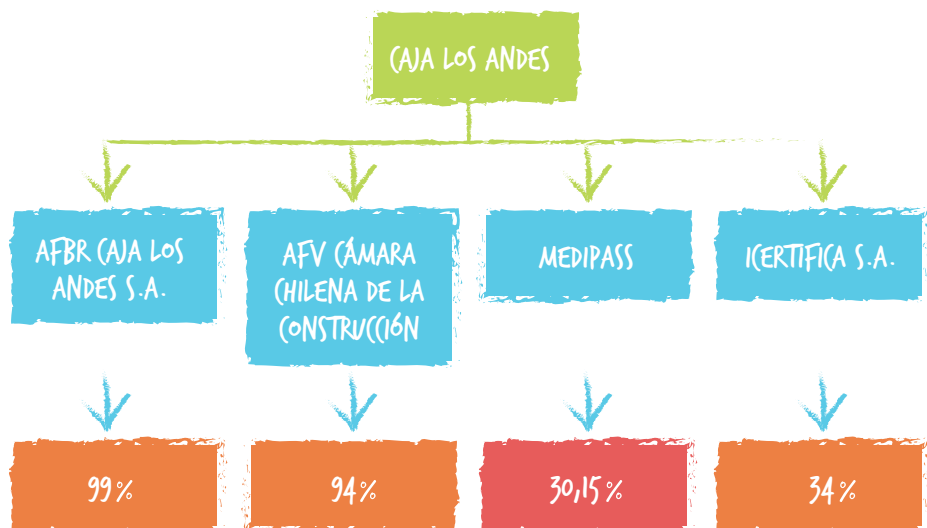 CAJA LOS ANDES
AFBR CAJA LOS
ANDES S.A.
AFV CÁMARA
CHILENA DE LA
CONSTRUCCIÓN
MEDIPASS
ICERTIFICA S.A.
99%
94%
30,15%
34%